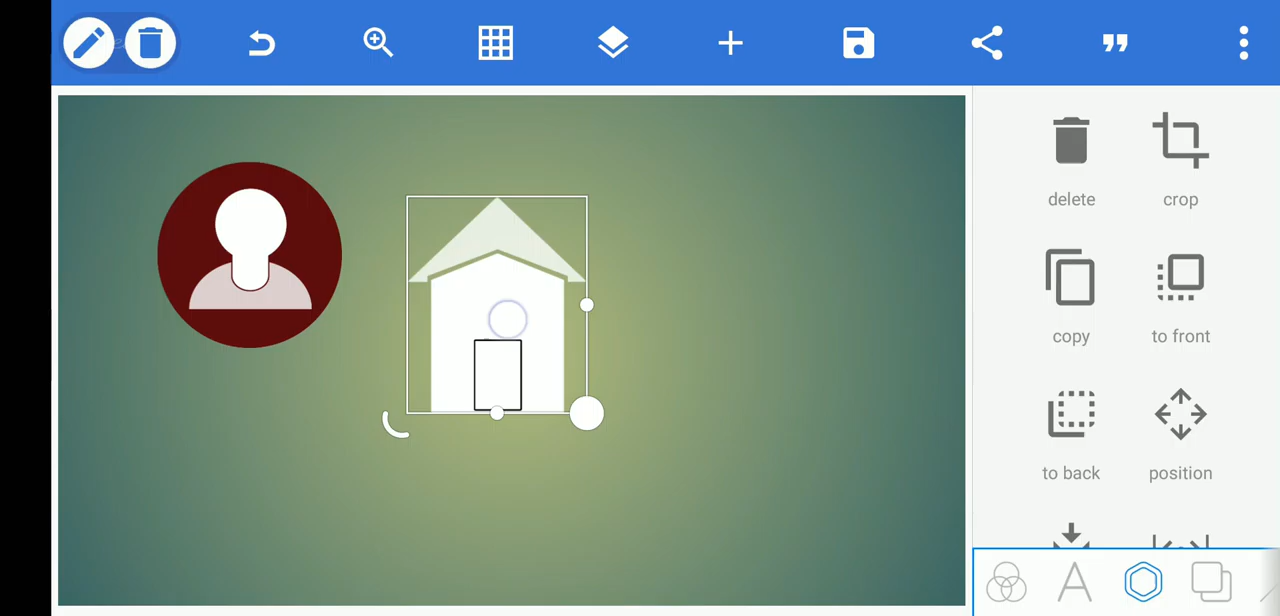 delete
crop
copy
to front
to back
position